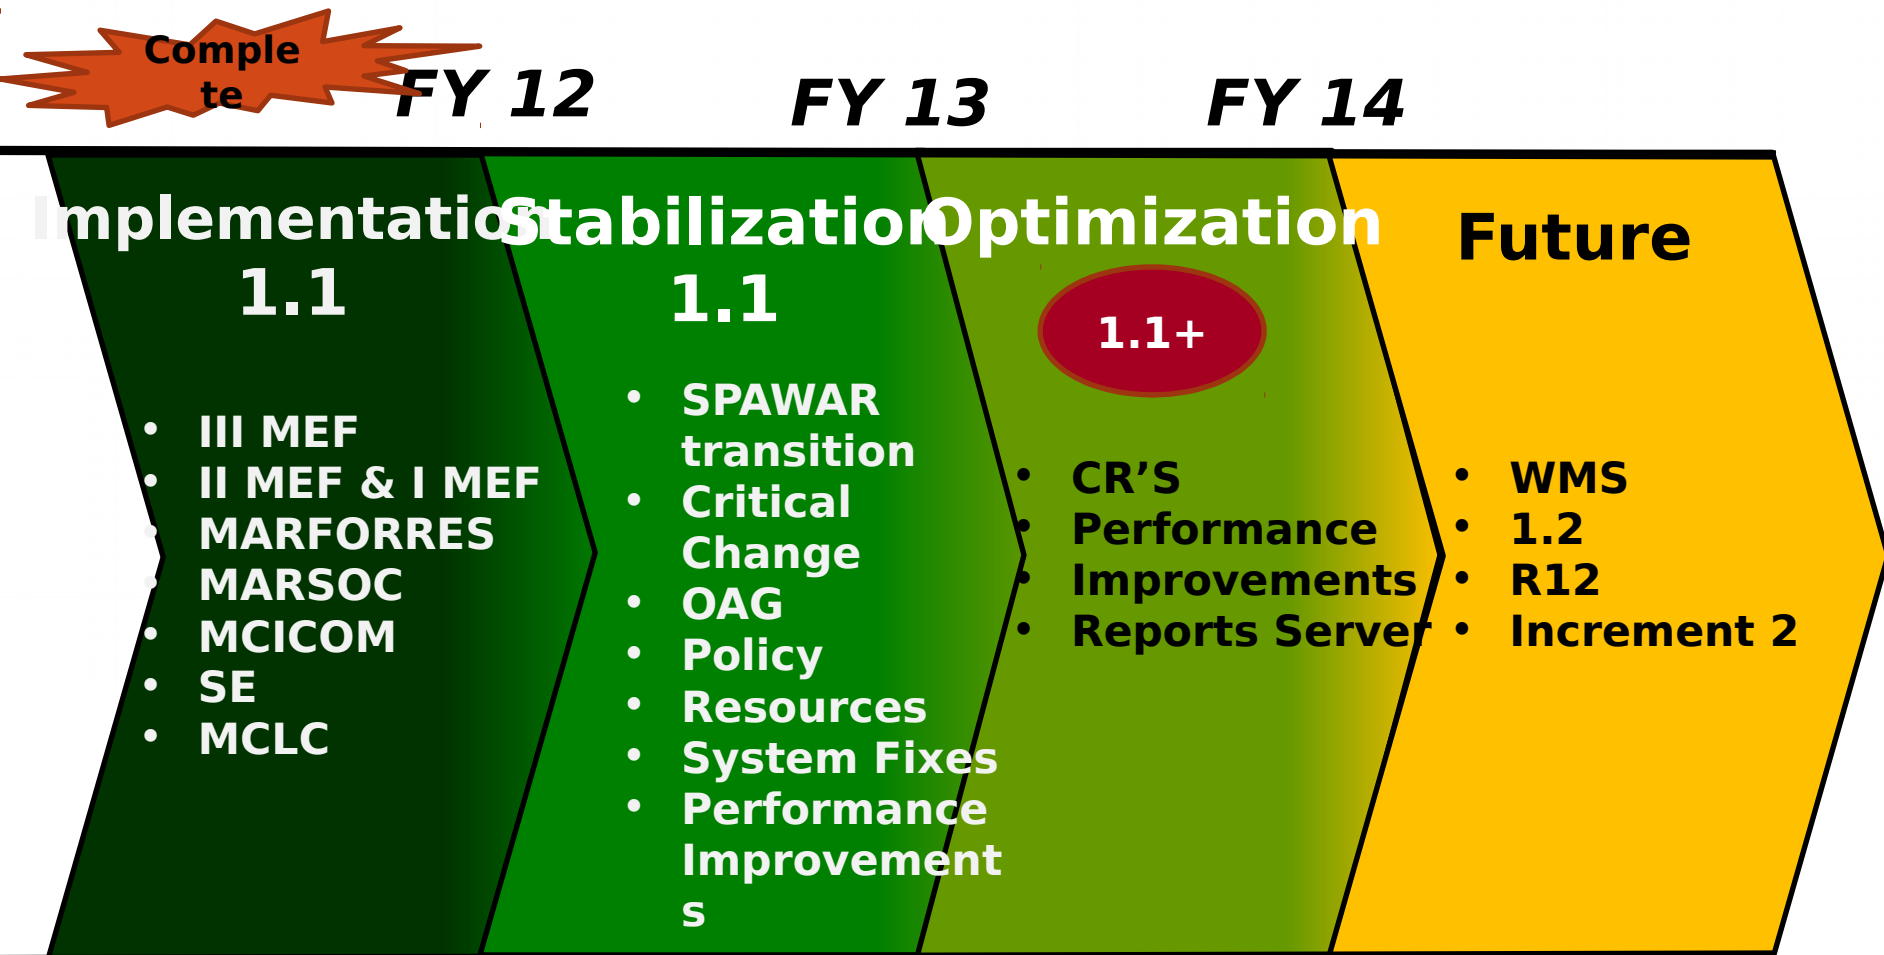 Comple
te
FY 12
FY 13
FY 14
Implementation
1.1
• III MEF
• II MEF & I MEF
• MARFORRES
• MARSOC
• MCICOM
• SE
• MCLC
Stabilization
1.1
• SPAWAR
transition
• Critical
Change
• OAG
• Policy
• Resources
• System Fixes
• Performance
Improvement
s
Optimization
1.1+
• CR’S
• Performance
• Improvements
• Reports Server
Future
• WMS
• 1.2
• R12
• Increment 2